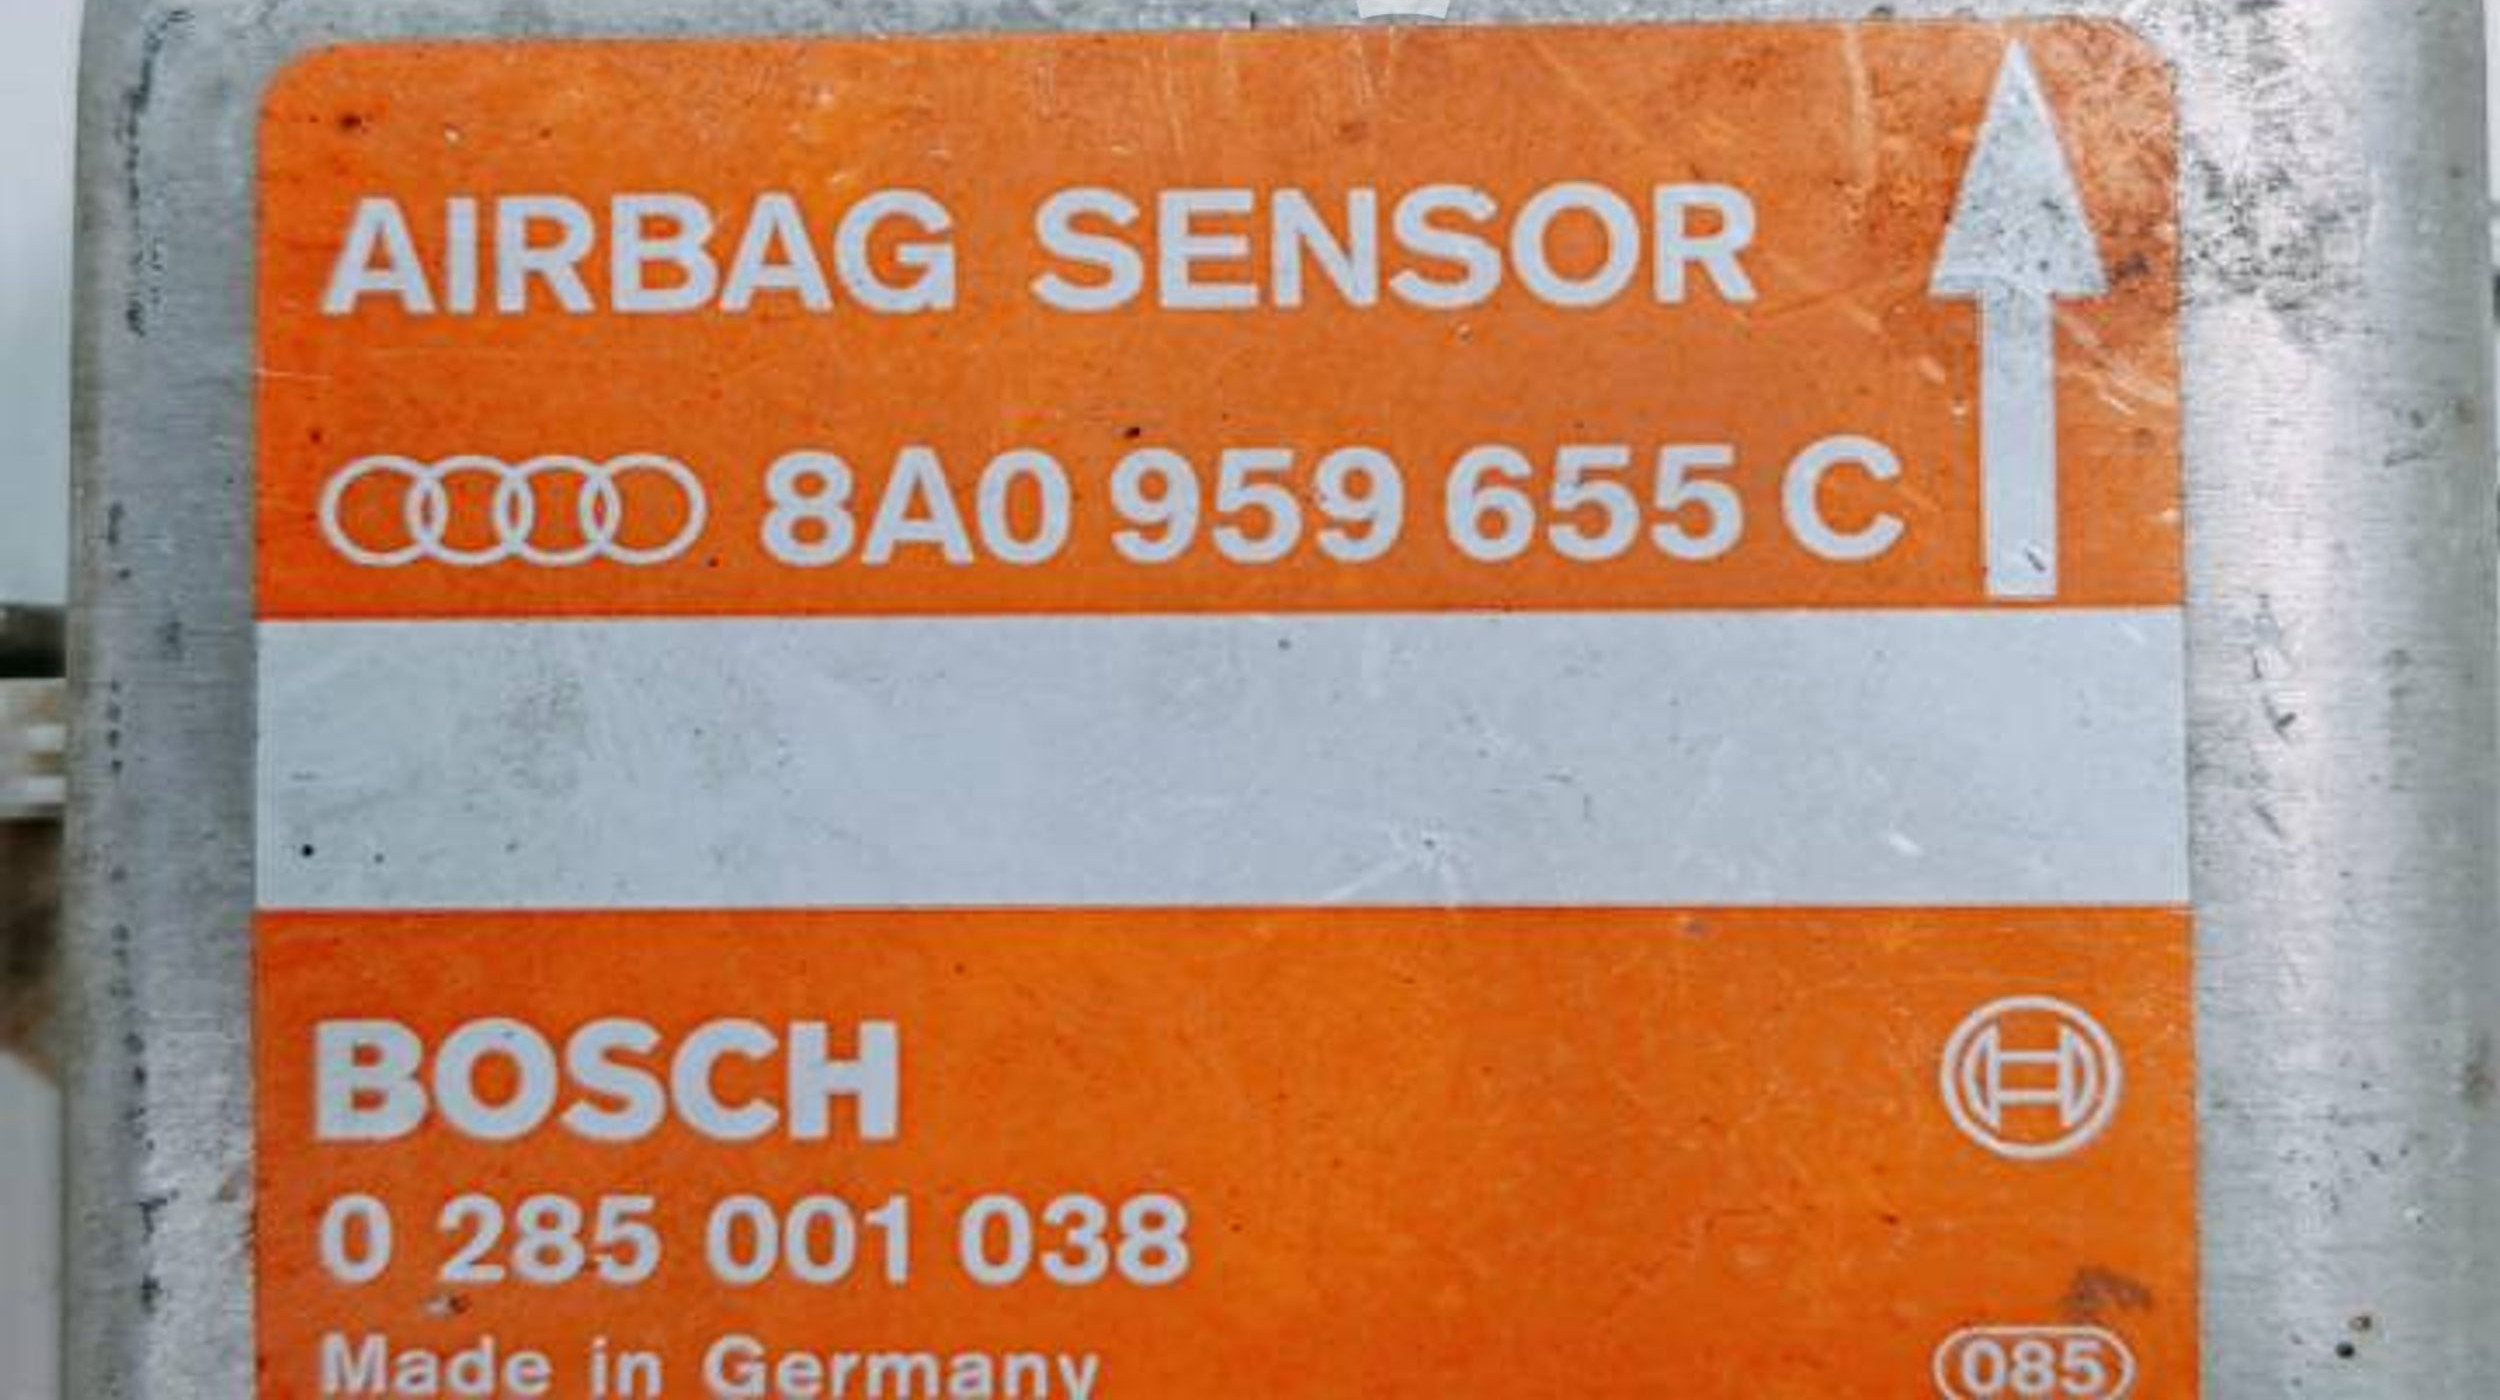 AIRBAG SENSOR
8A0 959 655 C
BOSCH
0 285 001 038
Made in Germany
085